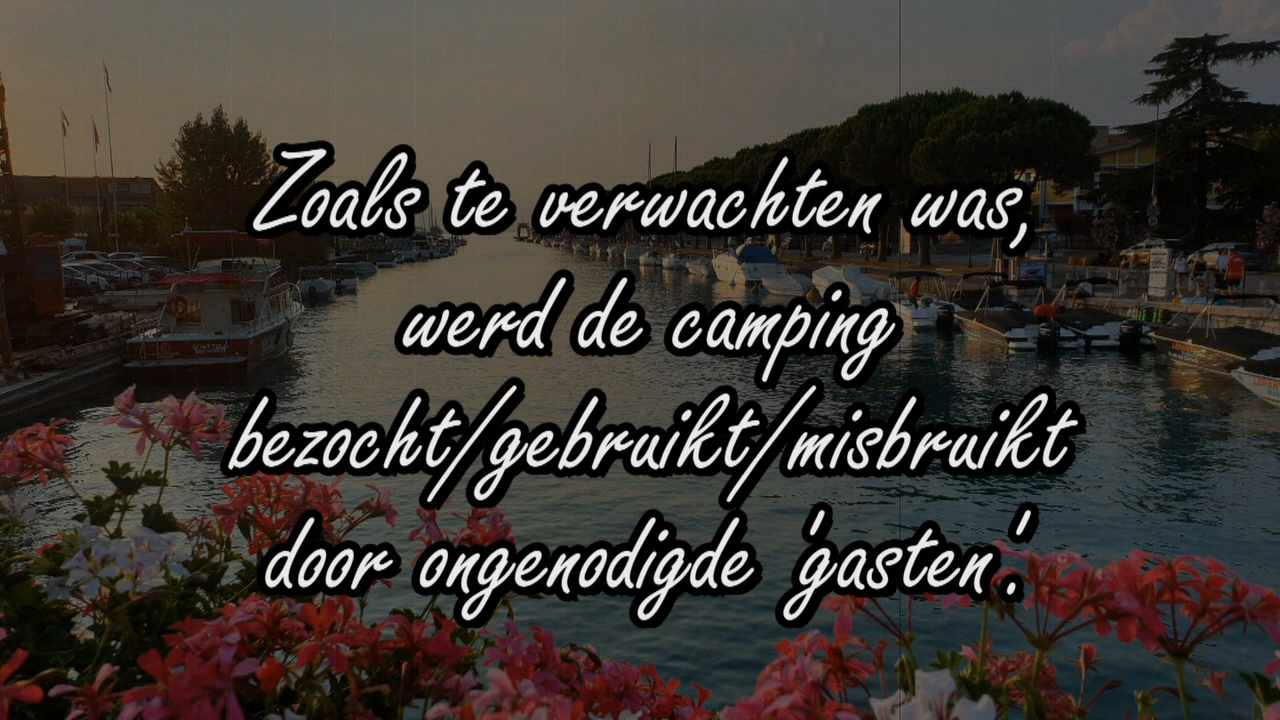 Zoals te verwachten was,
werd de camping
bezocht/gebruikt/misbruikt
door ongenodigde 'gasten'.